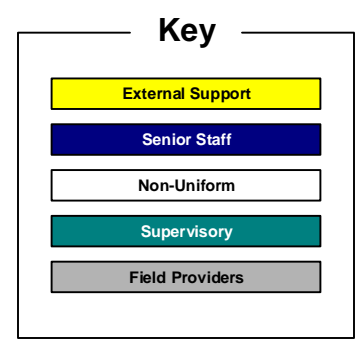 Key
External Support
Senior Staff
Non-Uniform
Supervisory
Field Providers